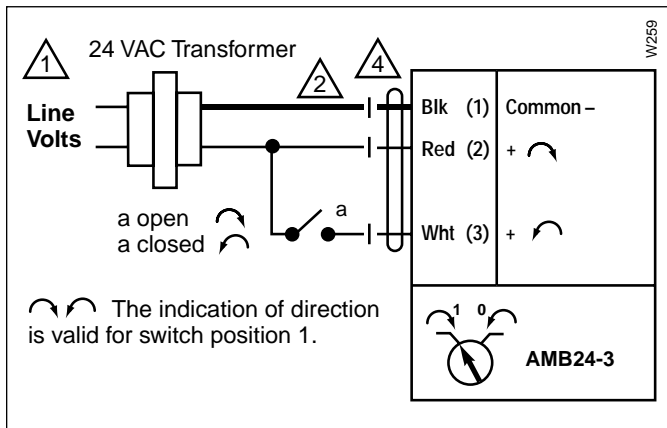 W259
24 VAC Transformer
1
2
4
Line
Volts
Blk (1) Common –
Red (2) +
a open
a closed
a
Wht (3) +
The indication of direction
is valid for switch position 1.
1 0
AMB24-3